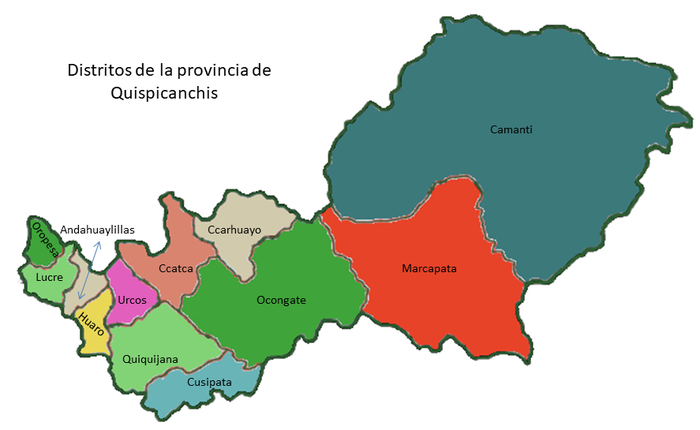 Distritos de la provincia de
Quispicanchis
Camanti
Andahuaylillas
Oropesa
Ccarhuayo
Ccatca
Marcapata
Lucre
Urcos
Ocongate
Huaro
Quiquijana
Cusipata